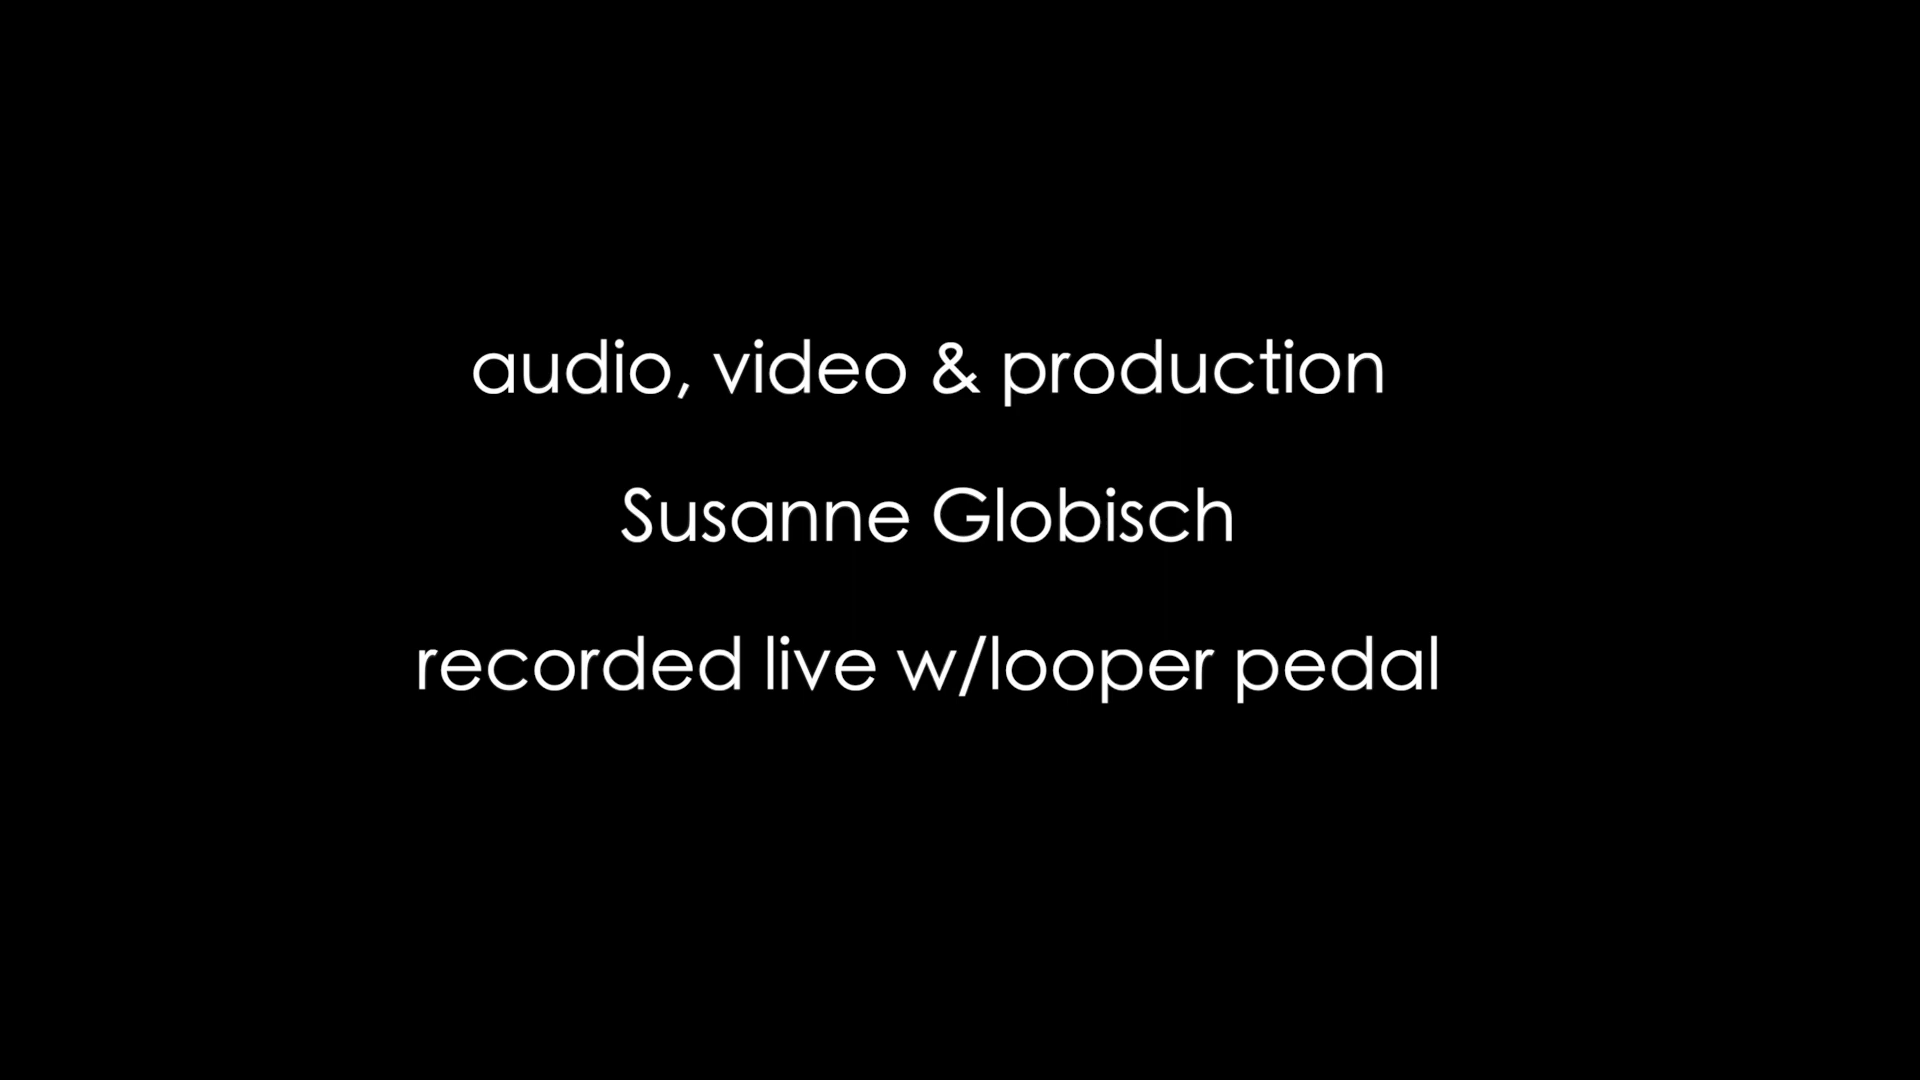 audio, video & production
Susanne Globisch
recorded live w/looper pedal